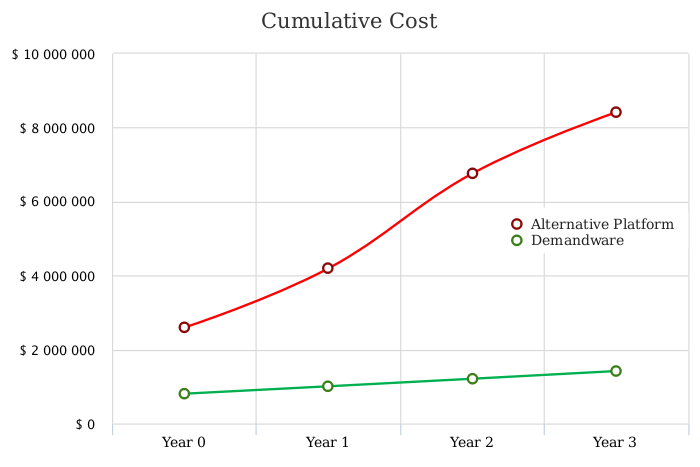 Cumulative Cost
$ 10 000 000
$ 8 000 000
$ 6 000 000
$ 4 000 000
$ 2 000 000
$ 0
Alternative Platform
Demandware
Year 0
Year 1
Year 2
Year 3